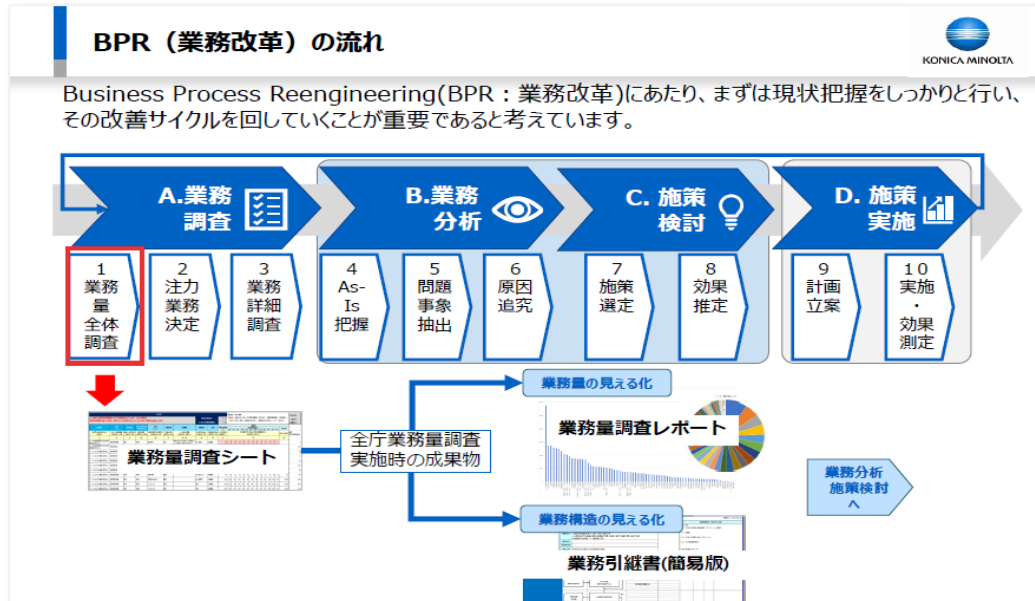 BPR（業務改革）の流れ
KONICA MINOLTA
Business Process Reengineering(BPR：業務改革)にあたり、まずは現状把握をしっかりと行い、
その改善サイクルを回していくことが重要であると考えています。
A.業務
調査
B.業務
分析
C. 施策
検討
D. 施策
実施
1
業務
量
全体
調査
2
注力
業務
決定
3
業務
詳細
調査
4
As-
Is
把握
5
問題
事象
抽出
6
原因
追究
7
施策
選定
8
効果
推定
9
計画
立案
10
実施
・
効果
測定
業務量の見える化
業務量調査レポート
業務量調査シート
全庁業務量調査
実施時の成果物
業務分析
施策検討
へ
業務構造の見える化
業務引継書(簡易版)